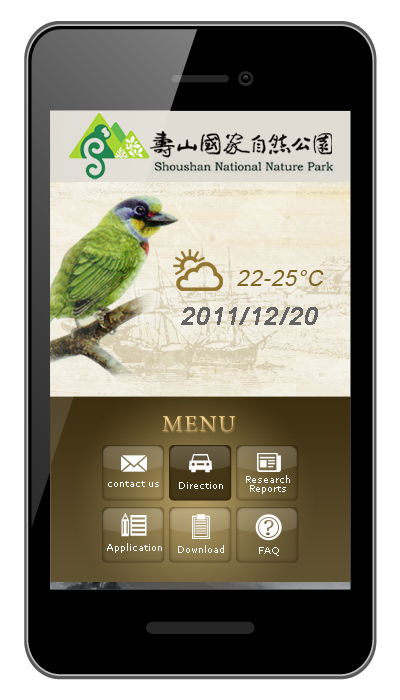 壽山國家自然公園
Shoushan National Nature Park
22-25°C
2011/12/20
MENU
contact us
Direction
Research
Reports
Application
Download
FAQ